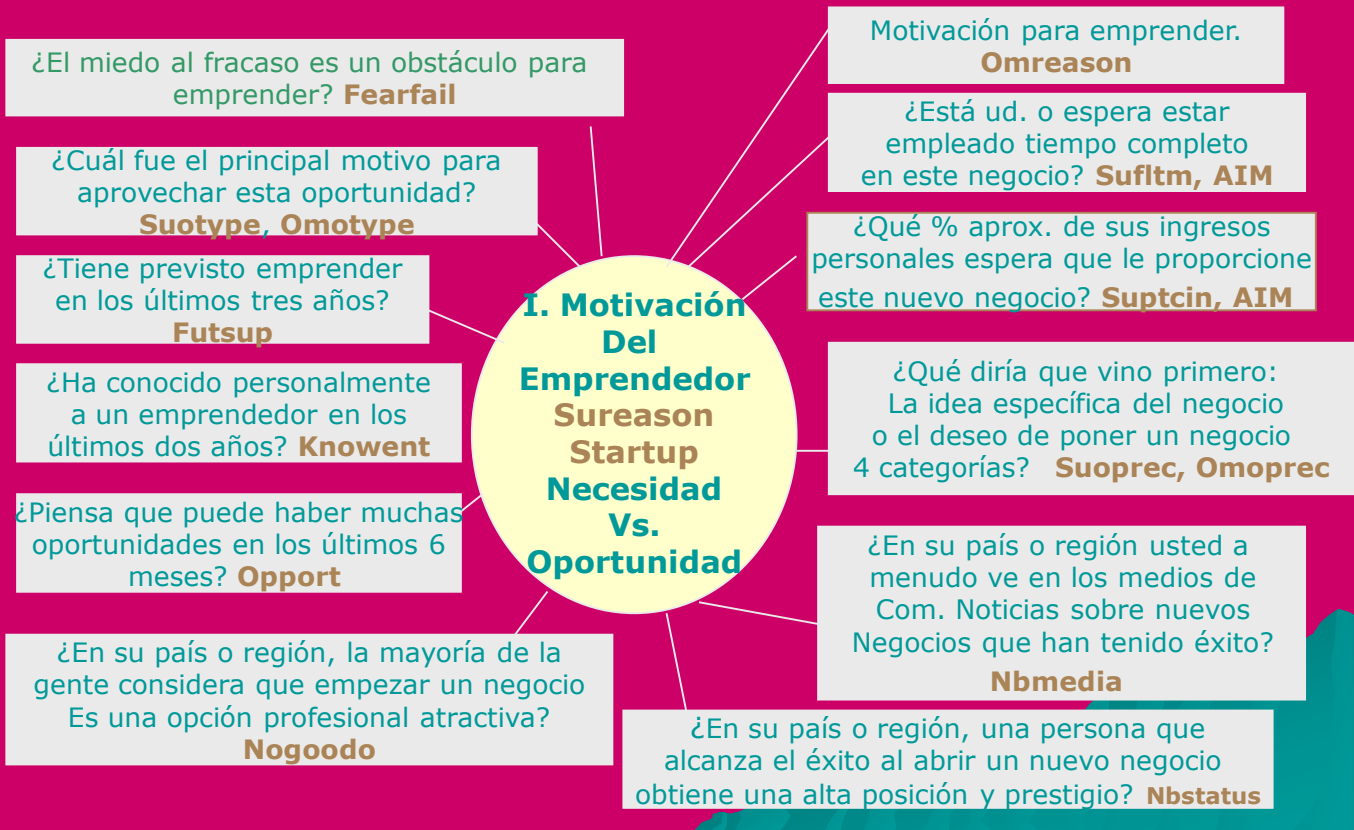 ¿El miedo al fracaso es un obstáculo para
emprender? Fearfail
¿Cuál fue el principal motivo para
aprovechar esta oportunidad?
Suotype, Omotype
¿Tiene previsto emprender
en los últimos tres años?
Futsup
¿Ha conocido personalmente
a un emprendedor en los
últimos dos años? Knowent
¿Piensa que puede haber muchas
oportunidades en los últimos 6
meses? Opport
¿En su país o región, la mayoría de la
gente considera que empezar un negocio
Es una opción profesional atractiva?
Nogoodo
I. Motivación
Del
Emprendedor
Sureason
Startup
Necesidad
Vs.
Oportunidad
Motivación para emprender.
Omreason
¿Está ud. o espera estar
empleado tiempo completo
en este negocio? Sufltm, AIM
¿Qué % aprox. de sus ingresos
personales espera que le proporcione
este nuevo negocio? Suptcin, AIM
¿Qué diría que vino primero:
La idea específica del negocio
o el deseo de poner un negocio
4 categorías? Suoprec, Omoprec
¿En su país o región usted a
menudo ve en los medios de
Com. Noticias sobre nuevos
Negocios que han tenido éxito?
Nbmedia
¿En su país o región, una persona que
alcanza el éxito al abrir un nuevo negocio
obtiene una alta posición y prestigio? Nbstatus